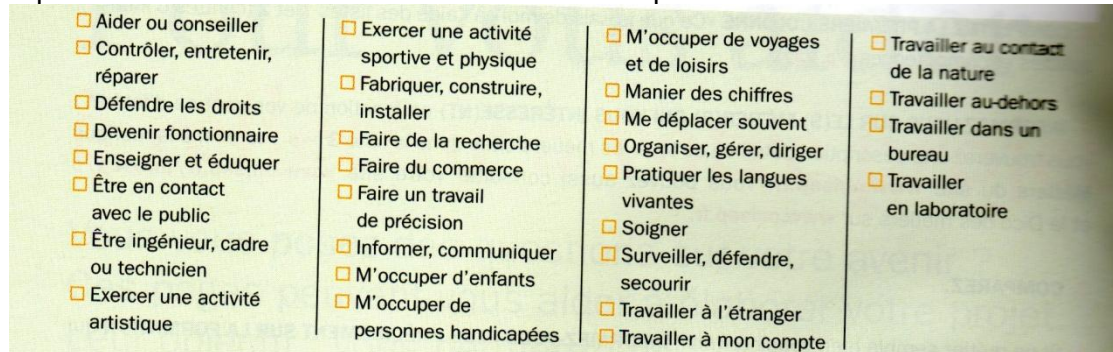 ☐ Aider ou conseiller
☐ Contrôler, entretenir,
réparer
☐ Défendre les droits
☐ Devenir fonctionnaire
☐ Enseigner et éduquer
☐ Être en contact
avec le public
☐ Être ingénieur, cadre
ou technicien
☐ Exercer une activité
artistique
☐ Exercer une activité
sportive et physique
☐ Fabriquer, construire,
installer
☐ Faire de la recherche
☐ Faire du commerce
☐ Faire un travail
de précision
☐ Informer, communiquer
☐ M'occuper d'enfants
☐ M'occuper de
personnes handicapées
☐ M'occuper de voyages
et de loisirs
☐ Manier des chiffres
☐ Me déplacer souvent
☐ Organiser, gérer, diriger
☐ Pratiquer les langues
vivantes
☐ Soigner
☐ Surveiller, défendre,
secourir
☐ Travailler à l'étranger
☐ Travailler à mon compte
☐ Travailler au contact
de la nature
☐ Travailler au-dehors
☐ Travailler dans un
bureau
☐ Travailler
en laboratoire